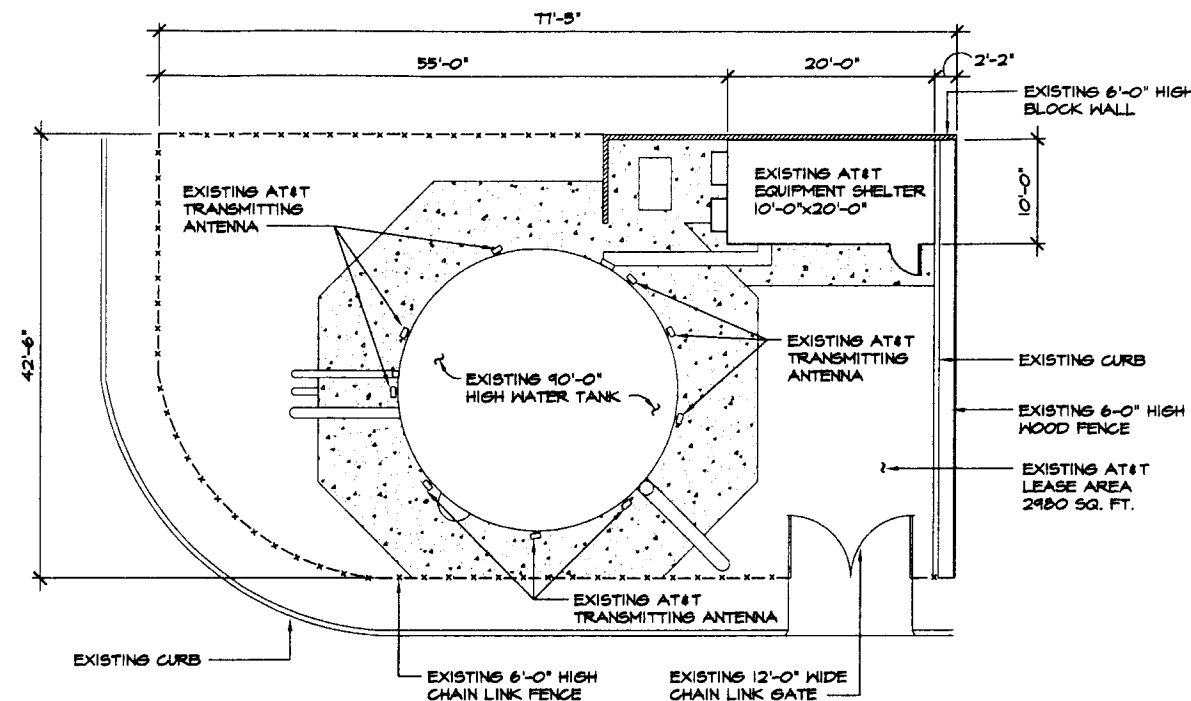 77'-5"
55'-0"
20'-0"
2'-2"
EXISTING 6'-0" HIGH
BLOCK WALL
EXISTING AT&T
TRANSMITTING
ANTENNA
EXISTING AT&T
EQUIPMENT SHELTER
10'-0"x20'-0"
10'-0"
42'-6"
EXISTING 90'-0"
HIGH WATER TANK
EXISTING AT&T
TRANSMITTING
ANTENNA
EXISTING CURB
EXISTING 6-0" HIGH
WOOD FENCE
EXISTING AT&T
LEASE AREA
2980 SQ. FT.
EXISTING AT&T
TRANSMITTING ANTENNA
EXISTING CURB
EXISTING 6'-0" HIGH
CHAIN LINK FENCE
EXISTING 12'-0" WIDE
CHAIN LINK GATE